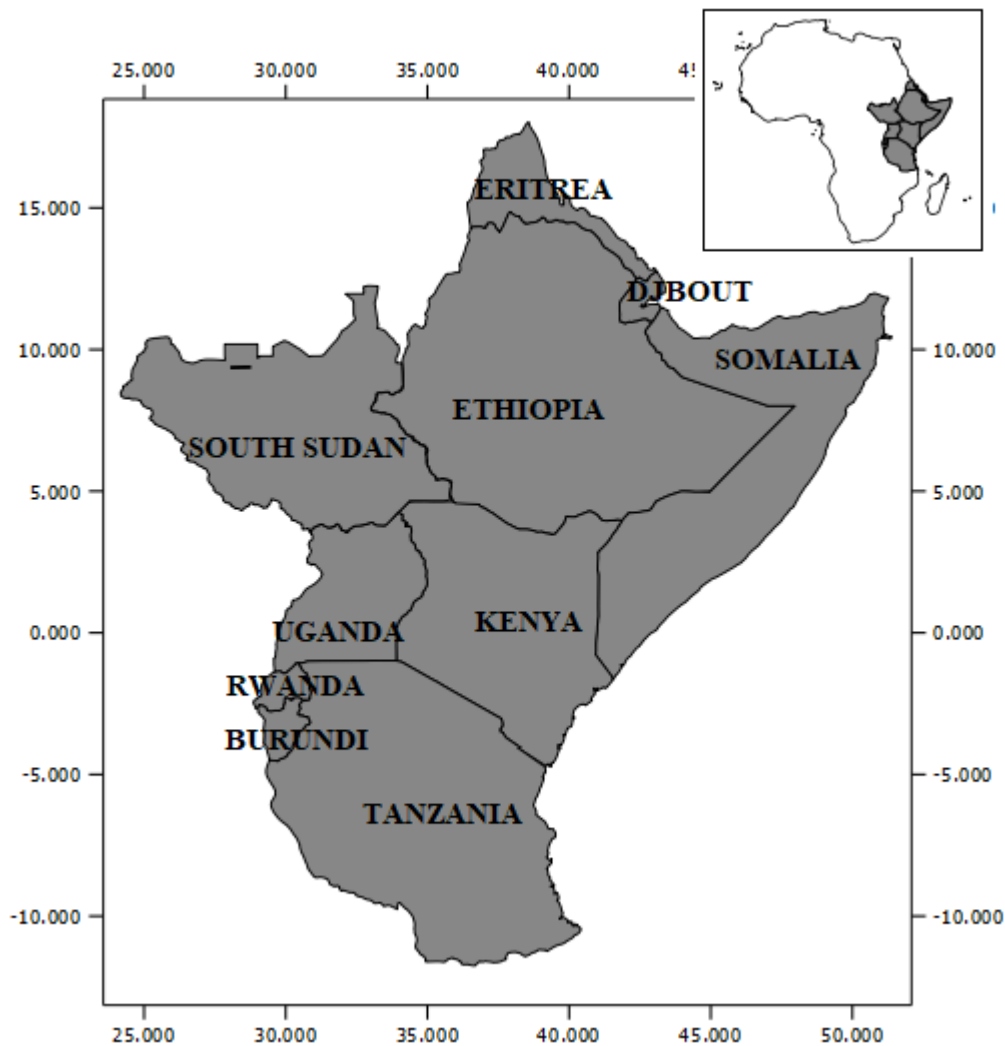 25.000 30.000 35.000 40.000 45
15.000
ERITREA
DJBOUT
10.000 10.000
SOMALIA
ETHIOPIA
SOUTH SUDAN
5.000 5.000
KENYA
0.000 0.000
UGANDA
RWANDA
BURUNDI
-5.000 -5.000
TANZANIA
-10.000 -10.000
25.000 30.000 35.000 40.000 45.000 50.000